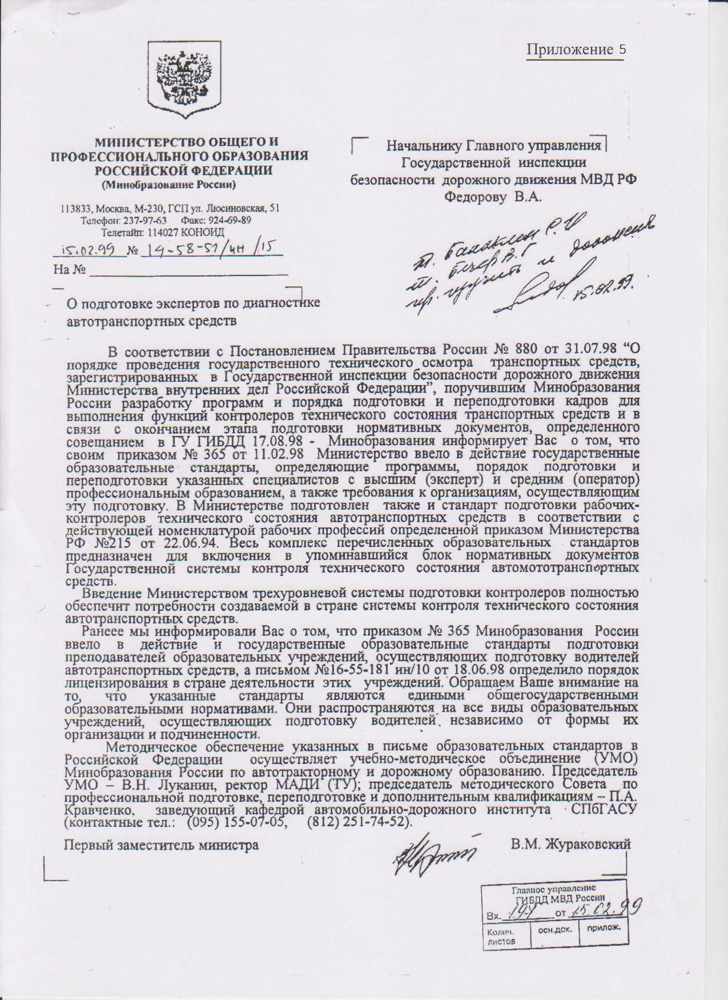 Приложение 5
МИНИСТЕРСТВО ОБЩЕГО И
ПРОФЕССИОНАЛЬНОГО ОБРАЗОВАНИЯ
РОССИЙСКОЙ ФЕДЕРАЦИИ
(Минобразование России)
113833, Москва, М-230, ГСП ул. Люсиновская, 51
Телефон: 237-97-63 Факс: 924-69-89
Телетайп: 114027 КОНОИД
15.02.99 № 19-58-51/ин/15
На №
Начальнику Главного управления
Государственной инспекции
безопасности дорожного движения МВД РФ
Федорову В.А.
т.
т. В.Г
пр. и
15.02.99.
О подготовке экспертов по диагностике
автотранспортных средств
В соответствии с Постановлением Правительства России № 880 от 31.07.98 “О
порядке проведения государственного технического осмотра транспортных средств,
зарегистрированных в Государственной инспекции безопасности дорожного движения
Министерства внутренних дел Российской Федерации”, поручившим Минобразования
России разработку программ и порядка подготовки и переподготовки кадров для
выполнения функций контролеров технического состояния транспортных средств и в
связи с окончанием этапа подготовки нормативных документов, определенного
совещанием в ГУ ГИБДД 17.08.98 - Минобразования информирует Вас о том, что
своим приказом № 365 от 11.02.98 Министерство ввело в действие государственные
образовательные стандарты, определяющие программы, порядок подготовки и
переподготовки указанных специалистов с высшим (эксперт) и средним (оператор)
профессиональным образованием, а также требования к организациям, осуществляющим
эту подготовку. В Министерстве подготовлен также и стандарт подготовки рабочих-
контролеров технического состояния автотранспортных средств в соответствии с
действующей номенклатурой рабочих профессий определенной приказом Министерства
РФ №215 от 22.06.94. Весь комплекс перечисленных образовательных стандартов
предназначен для включения в упоминавшийся блок нормативных документов
Государственной системы контроля технического состояния автомототранспортных
средств.
Введение Министерством трехуровневой системы подготовки контролеров полностью
обеспечит потребности создаваемой в стране системы контроля технического состояния
автотранспортных средств.
Ранеее мы информировали Вас о том, что приказом № 365 Минобразования России
ввело в действие и государственные образовательные стандарты подготовки
преподавателей образовательных учреждений, осуществляющих подготовку водителей
автотранспортных средств, а письмом №16-55-181 ин/10 от 18.06.98 определило порядок
лицензирования в стране деятельности этих учреждений. Обращаем Ваше внимание на
то, что указанные стандарты являются едиными общегосударственными
образовательными нормативами. Они распространяются на все виды образовательных
учреждений, осуществляющих подготовку водителей независимо от формы их
организации и подчиненности.
Методическое обеспечение указанных в письме образовательных стандартов в
Российской Федерации осуществляет учебно-методическое объединение (УМО)
Минобразования России по автотракторному и дорожному образованию. Председатель
УМО – В.Н. Луканин, ректор МАДИ (ТУ); председатель методического Совета по
профессиональной подготовке, переподготовке и дополнительным квалификациям – П.А.
Кравченко, заведующий кафедрой автомобильно-дорожного института СПбГАСУ
(контактные тел.: (095) 155-07-05, (812) 251-74-52).
Первый заместитель министра В.М. Жураковский
Главное управление
ГИБДД МВД России
Вх. от 15.02.99
Колич. листов осн.док. прилож.